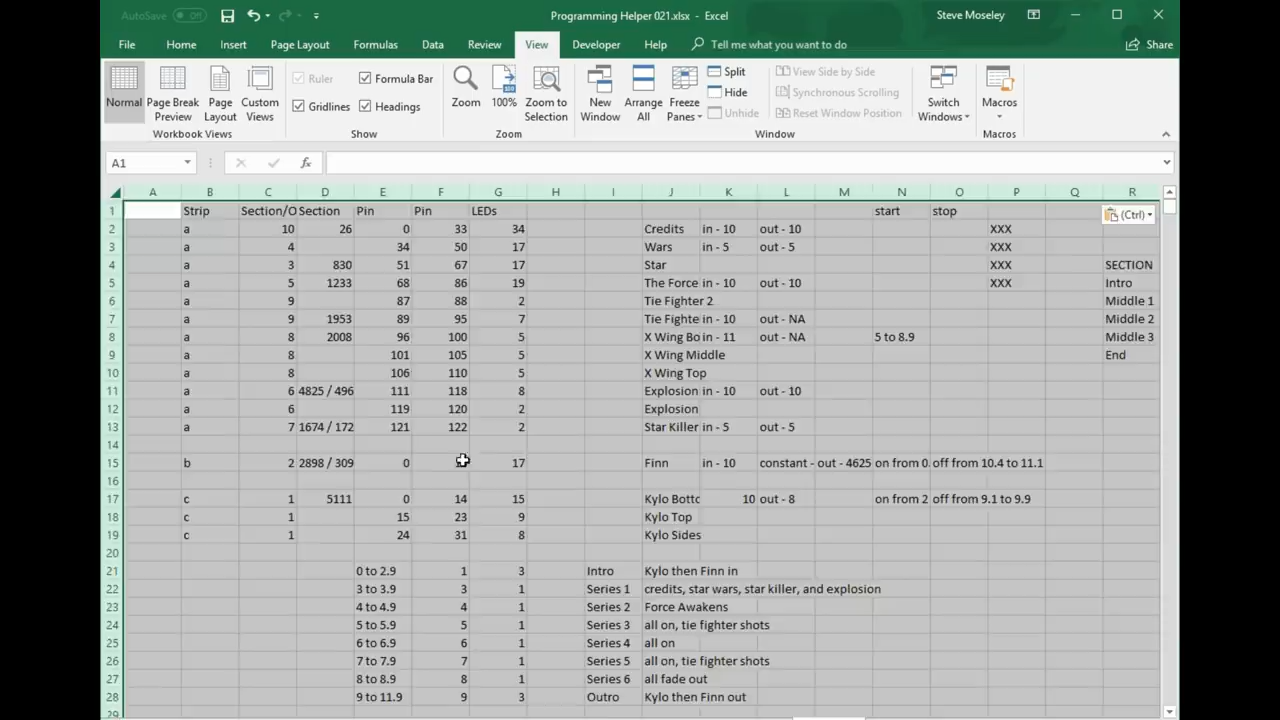 AutoSave Off Programming Helper 021.xlsx - Excel Steve Moseley
File Home Insert Page Layout Formulas Data Review View Developer Help Tell me what you want to do Share
Normal Page Break Preview Page Layout Custom Views Ruler Formula Bar Gridlines Headings Zoom 100% Zoom to Selection New Window Arrange All Freeze Panes Split Hide Unhide View Side by Side Synchronous Scrolling Reset Window Position Switch Windows Macros
Workbook Views Show Zoom Window Macros
A1 fx
A B C D E F G H I J K L M N O P Q R
1 Strip Section/O Section Pin Pin LEDs start stop (Ctrl)
2 a 10 26 0 33 34 Credits in - 10 out - 10 XXX
3 a 4 34 50 17 Wars in - 5 out - 5 XXX
4 a 3 830 51 67 17 Star XXX SECTION
5 a 5 1233 68 86 19 The Force in - 10 out - 10 XXX Intro
6 a 9 87 88 2 Tie Fighter 2 Middle 1
7 a 9 1953 89 95 7 Tie Fighte in - 10 out - NA Middle 2
8 a 8 2008 96 100 5 X Wing Bo in - 11 out - NA 5 to 8.9 Middle 3
9 a 8 101 105 5 X Wing Middle End
10 a 8 106 110 5 X Wing Top
11 a 6 4825 / 496 111 118 8 Explosion in - 10 out - 10
12 a 6 119 120 2 Explosion
13 a 7 1674 / 172 121 122 2 Star Killer in - 5 out - 5
14
15 b 2 2898 / 309 0 17 Finn in - 10 constant - out - 4625 on from 0. off from 10.4 to 11.1
16
17 c 1 5111 0 14 15 Kylo Botto 10 out - 8 on from 2 off from 9.1 to 9.9
18 c 1 15 23 9 Kylo Top
19 c 1 24 31 8 Kylo Sides
20
21 0 to 2.9 1 3 Intro Kylo then Finn in
22 3 to 3.9 3 1 Series 1 credits, star wars, star killer, and explosion
23 4 to 4.9 4 1 Series 2 Force Awakens
24 5 to 5.9 5 1 Series 3 all on, tie fighter shots
25 6 to 6.9 6 1 Series 4 all on
26 7 to 7.9 7 1 Series 5 all on, tie fighter shots
27 8 to 8.9 8 1 Series 6 all fade out
28 9 to 11.9 9 3 Outro Kylo then Finn out
29